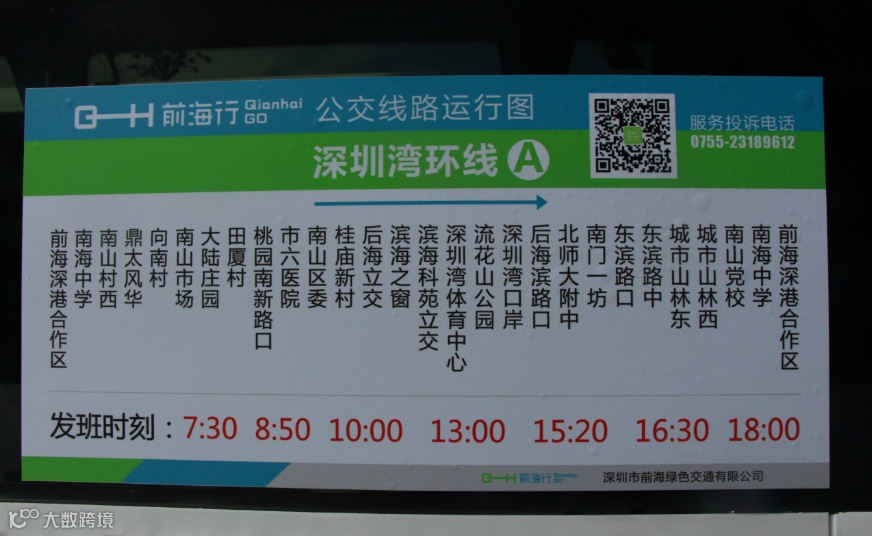 前海行 Qianhai GO 公交线路运行图
深圳湾环线 A
服务投诉电话
0755-23189612
前海深港合作区
南海中学
南山村西
鼎太风华
向南村
南山市场
大陆庄园
田厦村
桃园南新路口
市六医院
南山区委
桂庙新村
后海立交
滨海之窗
滨海科苑立交
深圳湾体育中心
流花山公园
深圳湾口岸
后海滨路口
北师大附中
南门一坊
东滨路口
东滨路中
城市山林东
城市山林西
南山党校
南海中学
前海深港合作区
发班时刻：7:30 8:50 10:00 13:00 15:20 16:30 18:00
前海行 Qianhai GO 深圳市前海绿色交通有限公司
大数跨境